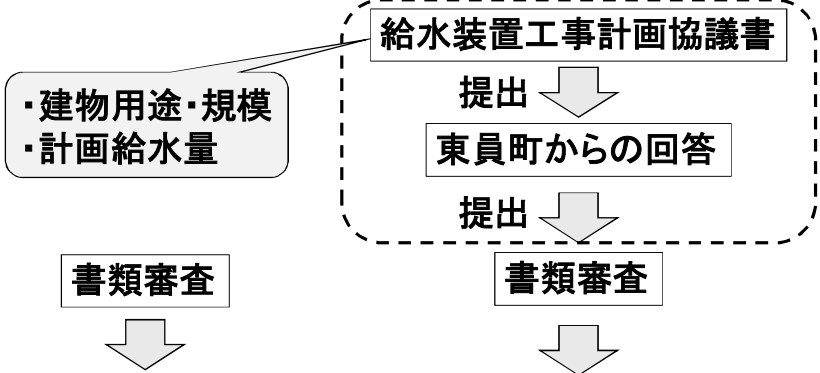 給水装置工事計画協議書
・建物用途・規模
・計画給水量
提出
東員町からの回答
提出
書類審査
書類審査